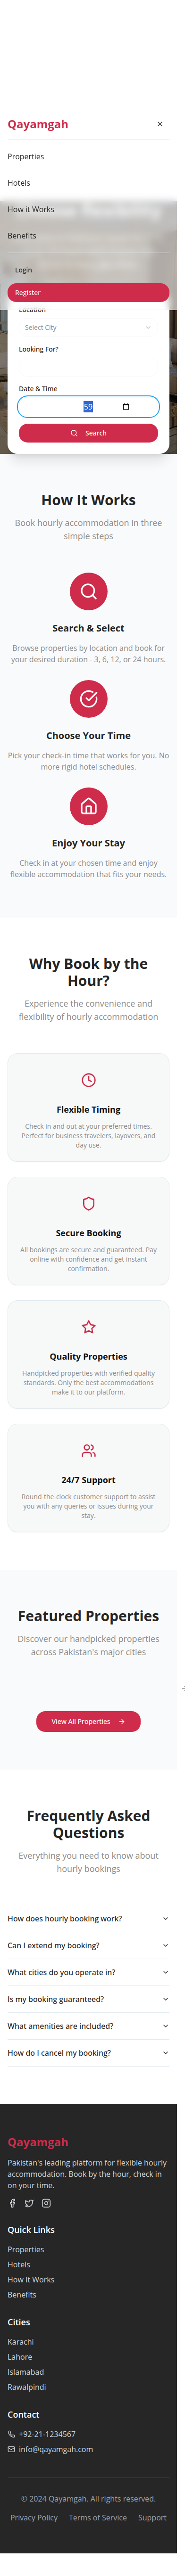 Qayamgah
Properties
Hotels
How it Works
Benefits
Login
Register
Location
Select City
Looking For?
Date & Time
59
Search
How It Works
Book hourly accommodation in three
simple steps
Search & Select
Browse properties by location and book for
your desired duration - 3, 6, 12, or 24 hours.
Choose Your Time
Pick your check-in time that works for you. No
more rigid hotel schedules.
Enjoy Your Stay
Check in at your chosen time and enjoy
flexible accommodation that fits your needs.
Why Book by the
Hour?
Experience the convenience and
flexibility of hourly accommodation
Flexible Timing
Check in and out at your preferred times.
Perfect for business travelers, layovers, and
day use.
Secure Booking
All bookings are secure and guaranteed. Pay
online with confidence and get instant
confirmation.
Quality Properties
Handpicked properties with verified quality
standards. Only the best accommodations
make it to our platform.
24/7 Support
Round-the-clock customer support to assist
you with any queries or issues during your
stay.
Featured Properties
Discover our handpicked properties
across Pakistan's major cities
View All Properties
Frequently Asked
Questions
Everything you need to know about
hourly bookings
How does hourly booking work?
Can I extend my booking?
What cities do you operate in?
Is my booking guaranteed?
What amenities are included?
How do I cancel my booking?
Qayamgah
Pakistan's leading platform for flexible hourly
accommodation. Book by the hour, check in
on your time.
Quick Links
Properties
Hotels
How It Works
Benefits
Cities
Karachi
Lahore
Islamabad
Rawalpindi
Contact
+92-21-1234567
info@qayamgah.com
© 2024 Qayamgah. All rights reserved.
Privacy Policy Terms of Service Support